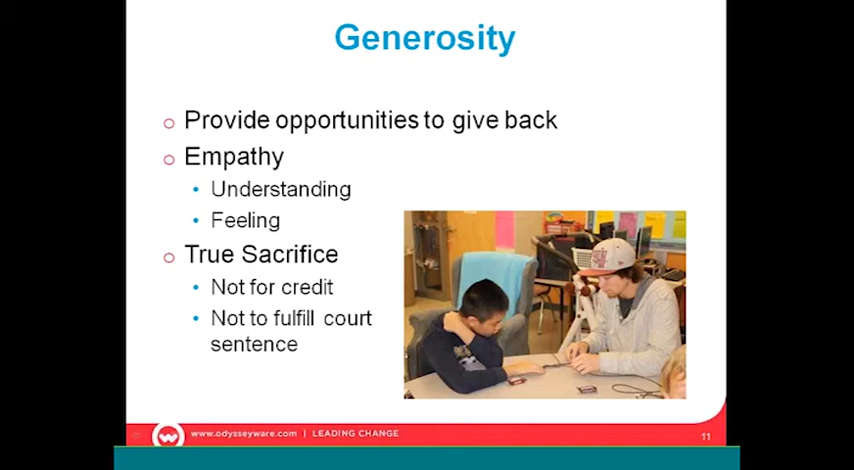 Generosity
Provide opportunities to give back
Empathy
Understanding
Feeling
True Sacrifice
Not for credit
Not to fulfill court
sentence
www.odysseyware.com | LEADING CHANGE
11